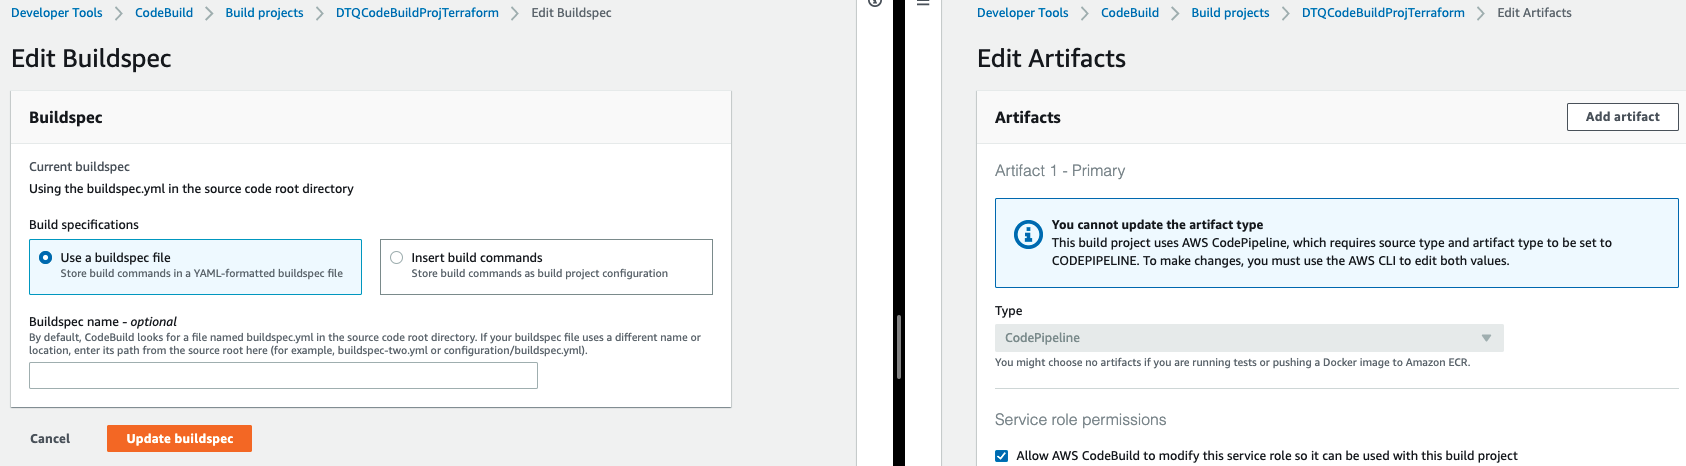 Developer Tools > CodeBuild > Build projects > DTQCodeBuildProjTerraform > Edit Buildspec
Edit Buildspec
Buildspec
Current buildspec
Using the buildspec.yml in the source code root directory
Build specifications
Use a buildspec file
Store build commands in a YAML-formatted buildspec file
Insert build commands
Store build commands as build project configuration
Buildspec name - optional
By default, CodeBuild looks for a file named buildspec.yml in the source code root directory. If your buildspec file uses a different name or
location, enter its path from the source root here (for example, buildspec-two.yml or configuration/buildspec.yml).
Cancel
Update buildspec
Developer Tools > CodeBuild > Build projects > DTQCodeBuildProjTerraform > Edit Artifacts
Edit Artifacts
Artifacts
Add artifact
Artifact 1 - Primary
You cannot update the artifact type
This build project uses AWS CodePipeline, which requires source type and artifact type to be set to
CODEPIPELINE. To make changes, you must use the AWS CLI to edit both values.
Type
CodePipeline
You might choose no artifacts if you are running tests or pushing a Docker image to Amazon ECR.
Service role permissions
Allow AWS CodeBuild to modify this service role so it can be used with this build project